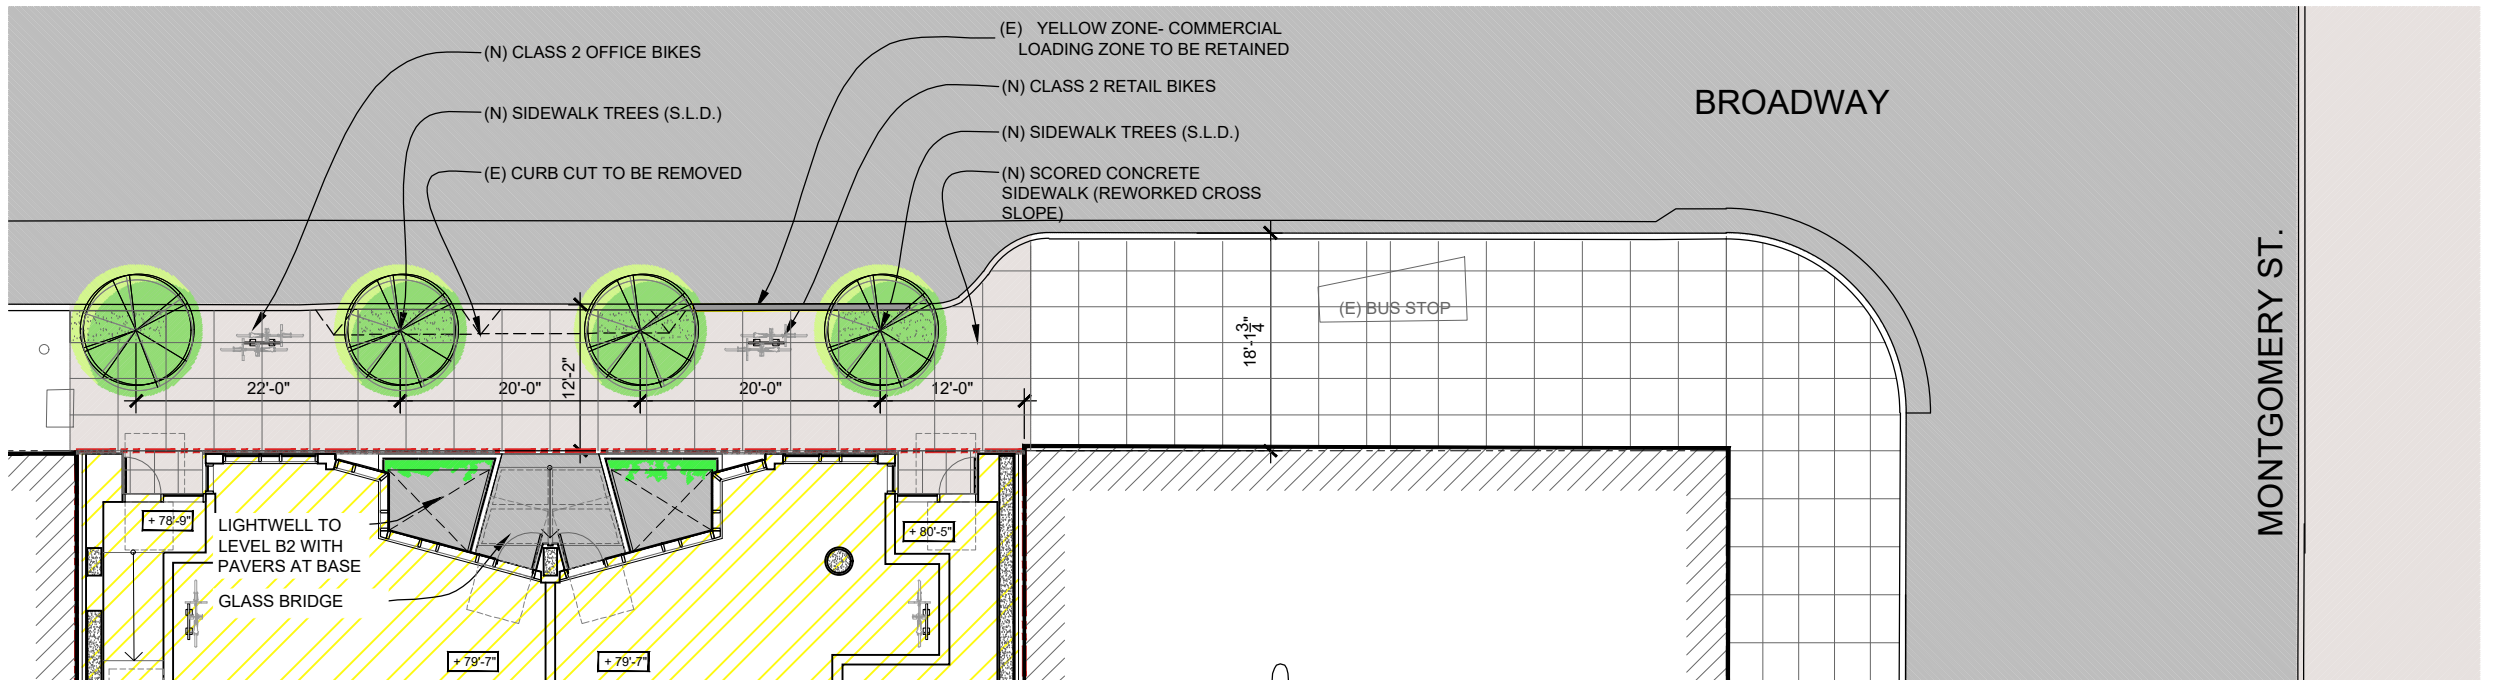 (N) CLASS 2 OFFICE BIKES
(N) SIDEWALK TREES (S.L.D.)
(E) CURB CUT TO BE REMOVED
(E) YELLOW ZONE- COMMERCIAL
LOADING ZONE TO BE RETAINED
(N) CLASS 2 RETAIL BIKES
(N) SIDEWALK TREES (S.L.D.)
(N) SCORED CONCRETE
SIDEWALK (REWORKED CROSS
SLOPE)
BROADWAY
MONTGOMERY ST.
(E) BUS STOP
18'-1 3/4"
22'-0"
20'-0"
12'-2"
20'-0"
12'-0"
+ 78'-9"
LIGHTWELL TO
LEVEL B2 WITH
PAVERS AT BASE
GLASS BRIDGE
+ 80'-5"
+ 79'-7"
+ 79'-7"